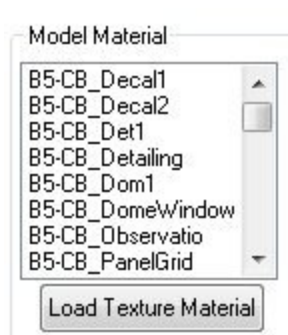 Model Material
B5-CB_Decal1
B5-CB_Decal2
B5-CB_Det1
B5-CB_Detailing
B5-CB_Dom1
B5-CB_DomeWindow
B5-CB_Observatio
B5-CB_PanelGrid
Load Texture Material